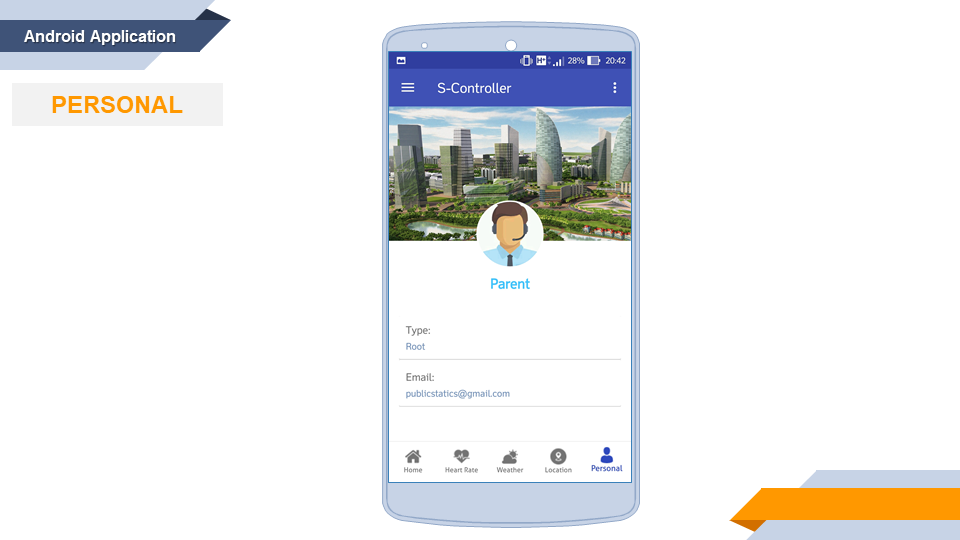 Android Application
PERSONAL
28% 20:42
S-Controller
Parent
Type:
Root
Email:
publicstatics@gmail.com
Home Heart Rate Weather Location Personal